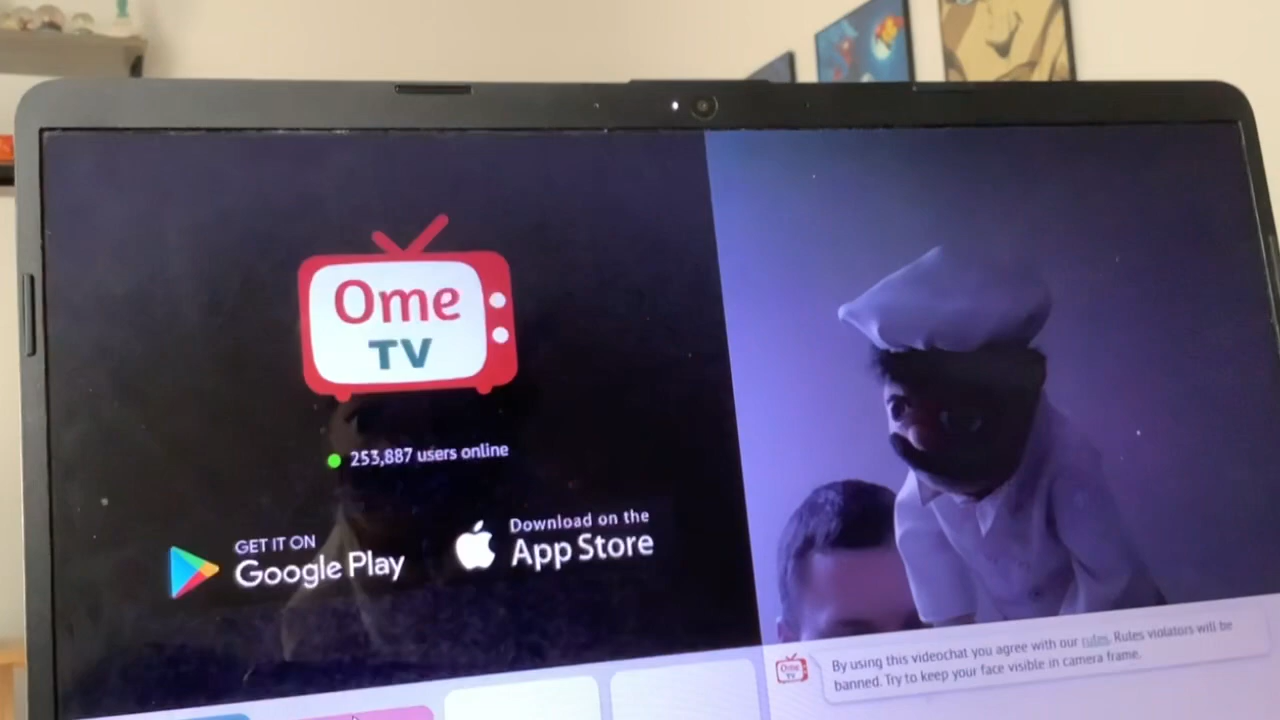 Ome
TV
253,887 users online
GET IT ON
Google Play
Download on the
App Store
Ome
TV
By using this videochat you agree with our rules. Rules violators will be
banned. Try to keep your face visible in camera frame.